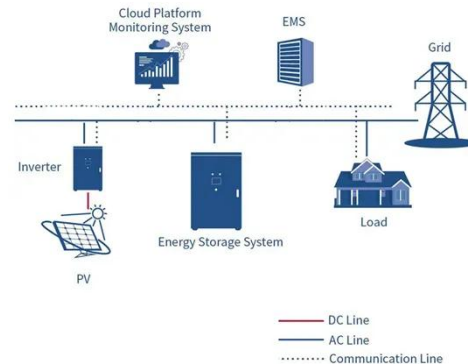 Cloud Platform
Monitoring System
EMS
Grid
Inverter
Energy Storage System
Load
PV
DC Line
AC Line
Communication Line